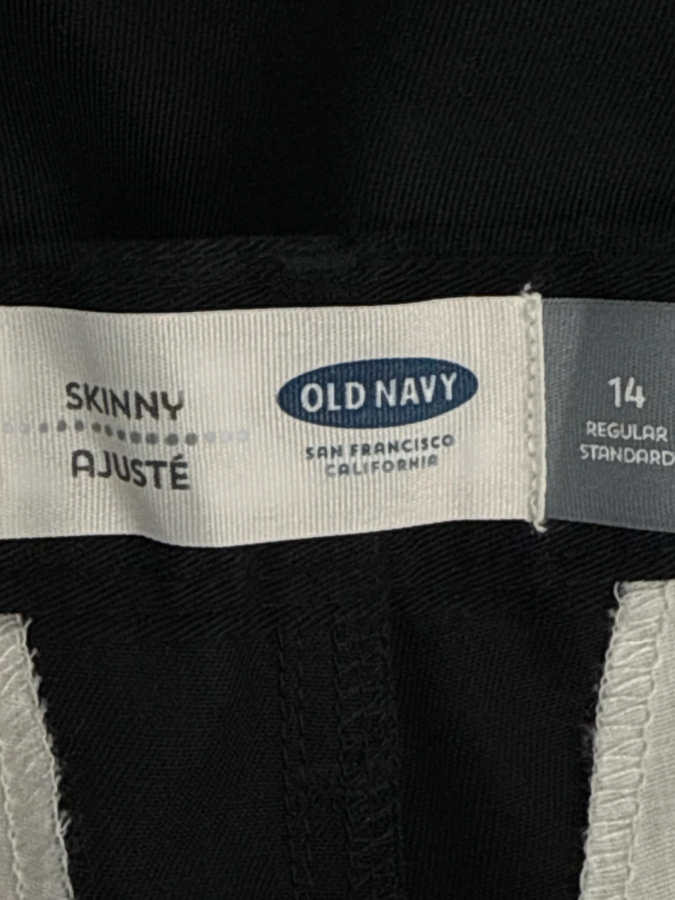 SKINNY
AJUSTÉ
OLD NAVY
SAN FRANCISCO
CALIFORNIA
14
REGULAR
STANDARD